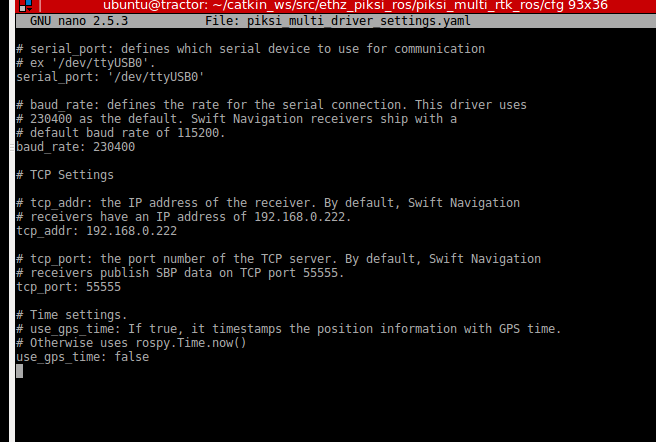 ubuntu@tractor: ~/catkin_ws/src/ethz_piksi_ros/piksi_multi_rtk_ros/cfg 93x36
GNU nano 2.5.3 File: piksi_multi_driver_settings.yaml
# serial_port: defines which serial device to use for communication
# ex '/dev/ttyUSB0'.
serial_port: '/dev/ttyUSB0'
# baud_rate: defines the rate for the serial connection. This driver uses
# 230400 as the default. Swift Navigation receivers ship with a
# default baud rate of 115200.
baud_rate: 230400
# TCP Settings
# tcp_addr: the IP address of the receiver. By default, Swift Navigation
# receivers have an IP address of 192.168.0.222.
tcp_addr: 192.168.0.222
# tcp_port: the port number of the TCP server. By default, Swift Navigation
# receivers publish SBP data on TCP port 55555.
tcp_port: 55555
# Time settings.
# use_gps_time: If true, it timestamps the position information with GPS time.
# Otherwise uses rospy.Time.now()
use_gps_time: false